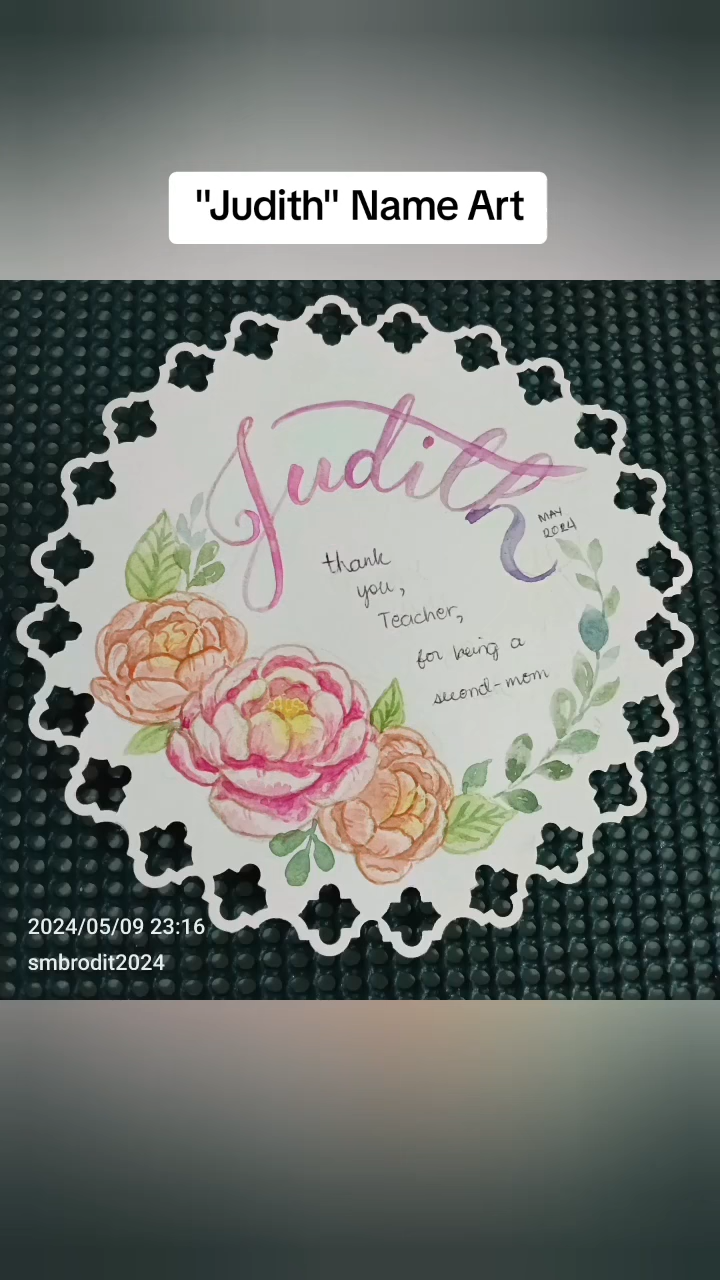 "Judith" Name Art
Judith
MAY
2024
thank
you,
Teacher,
for being a
second-mom
2024/05/09 23:16
smbrodit2024